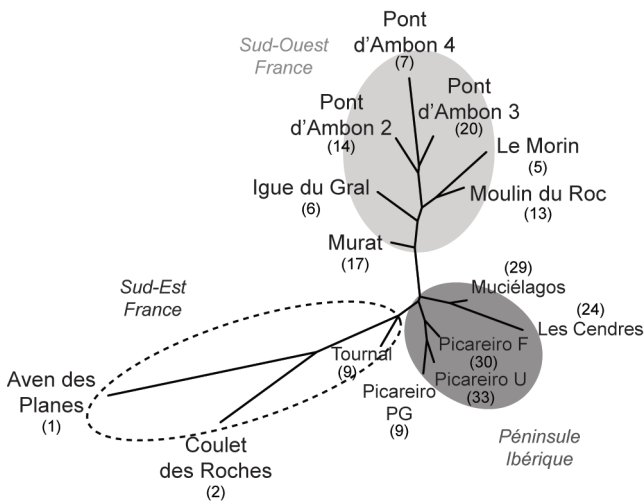 Pont
d'Ambon 4
(7)
Sud-Ouest
France
Pont
d'Ambon 3
(20)
Pont
d'Ambon 2
(14)
Le Morin
(5)
Igue du Gral
(6)
Moulin du Roc
(13)
Murat
(17)
(29)
Muciélagos
Sud-Est
France
(24)
Les Cendres
Tournal
(9)
Picareiro F
(30)
Picareiro U
(33)
Picareiro
PG
(9)
Aven des
Planes
(1)
Coulet
des Roches
(2)
Péninsule
Ibérique